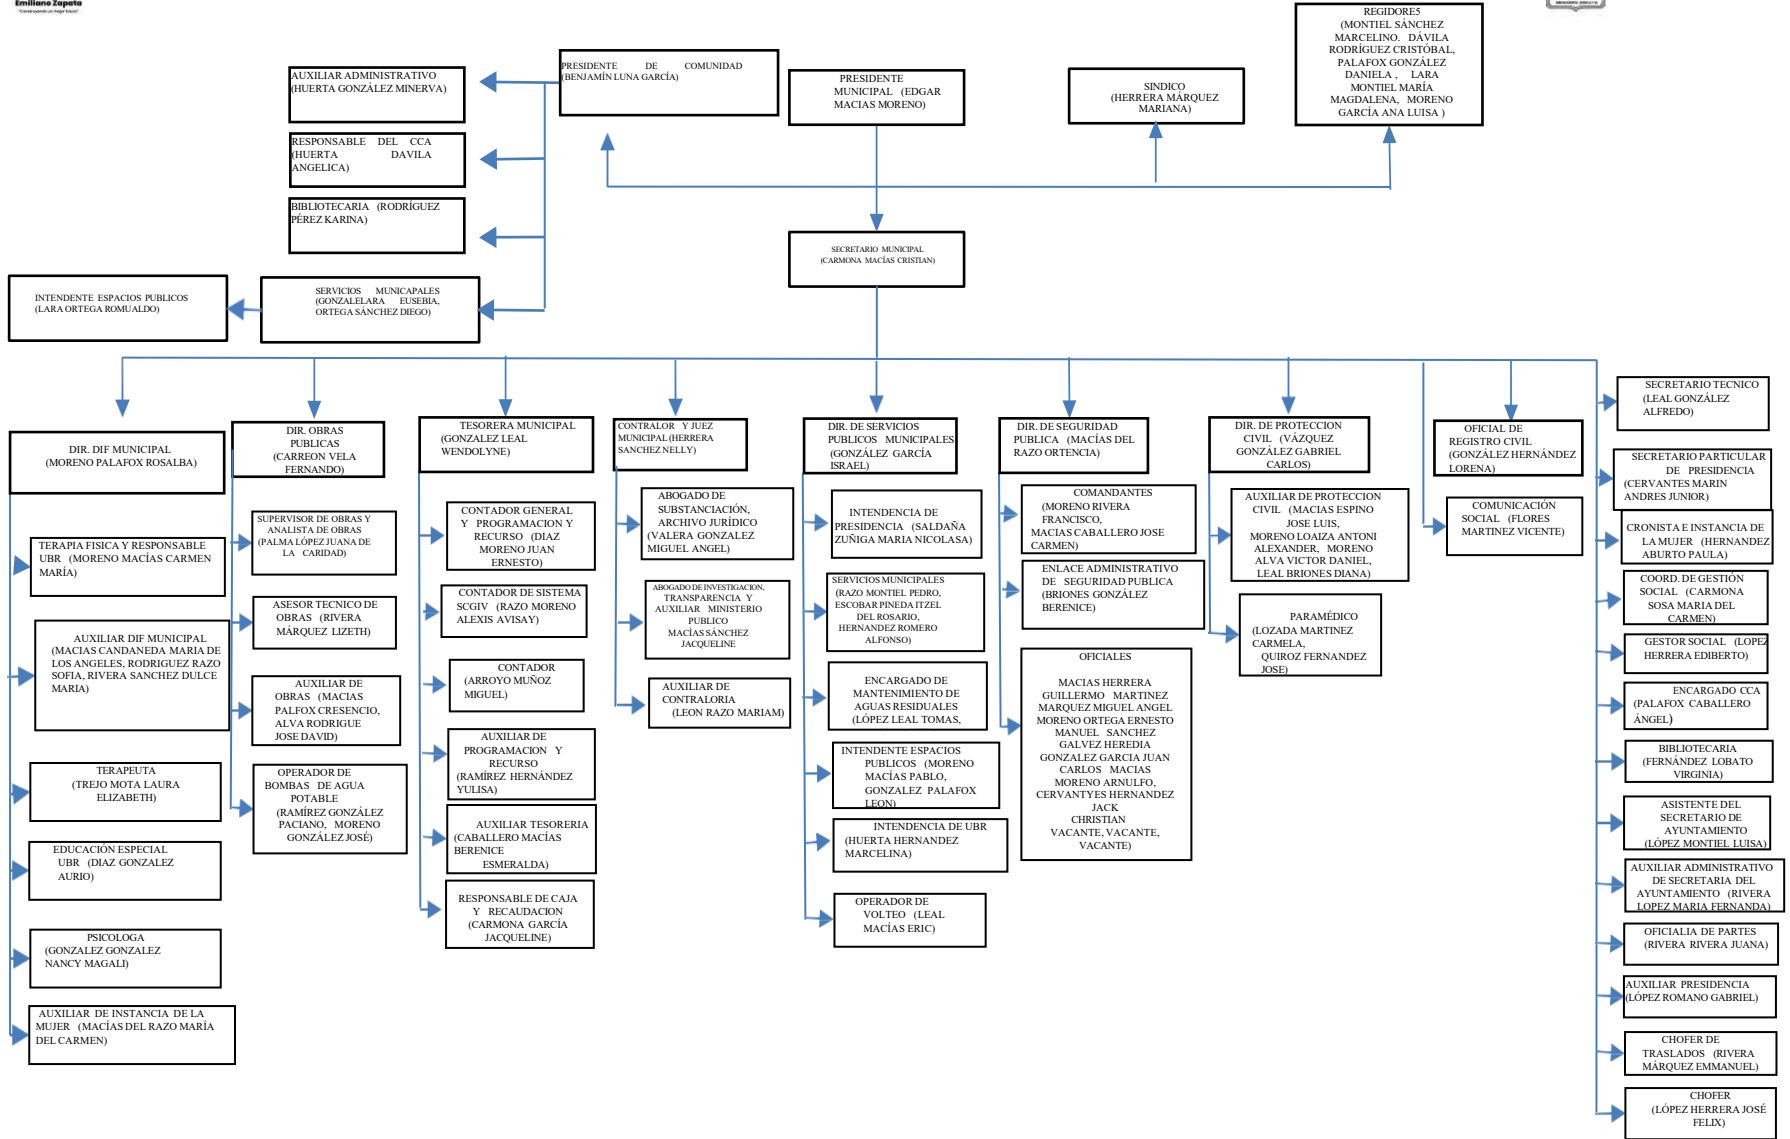 Emiliano Zapata
"Construyendo un mejor futuro"
REGIDORE5
(MONTIEL SÁNCHEZ
MARCELINO. DÁVILA
RODRÍGUEZ CRISTÓBAL,
PALAFOX GONZÁLEZ
DANIELA , LARA
MONTIEL MARÍA
MAGDALENA, MORENO
GARCÍA ANA LUISA )
PRESIDENTE DE COMUNIDAD
(BENJAMÍN LUNA GARCÍA)
PRESIDENTE
MUNICIPAL (EDGAR
MACIAS MORENO)
SINDICO
(HERRERA MÁRQUEZ
MARIANA)
AUXILIAR ADMINISTRATIVO
(HUERTA GONZÁLEZ MINERVA)
RESPONSABLE DEL CCA
(HUERTA DAVILA
ANGELICA)
BIBLIOTECARIA (RODRÍGUEZ
PÉREZ KARINA)
SECRETARIO MUNICIPAL
(CARMONA MACÍAS CRISTIAN)
INTENDENTE ESPACIOS PUBLICOS
(LARA ORTEGA ROMUALDO)
SERVICIOS MUNICAPALES
(GONZALELARA EUSEBIA,
ORTEGA SÁNCHEZ DIEGO)
DIR. DIF MUNICIPAL
(MORENO PALAFOX ROSALBA)
TERAPIA FISICA Y RESPONSABLE
UBR (MORENO MACÍAS CARMEN
MARÍA)
AUXILIAR DIF MUNICIPAL
(MACIAS CANDANEDA MARIA DE
LOS ANGELES, RODRIGUEZ RAZO
SOFIA, RIVERA SANCHEZ DULCE
MARIA)
TERAPEUTA
(TREJO MOTA LAURA
ELIZABETH)
EDUCACIÓN ESPECIAL
UBR (DIAZ GONZALEZ
AURIO)
PSICOLOGA
(GONZALEZ GONZALEZ
NANCY MAGALI)
AUXILIAR DE INSTANCIA DE LA
MUJER (MACÍAS DEL RAZO MARÍA
DEL CARMEN)
DIR. OBRAS
PUBLICAS
(CARREON VELA
FERNANDO)
SUPERVISOR DE OBRAS Y
ANALISTA DE OBRAS
(PALMA LÓPEZ JUANA DE
LA CARIDAD)
ASESOR TECNICO DE
OBRAS (RIVERA
MÁRQUEZ LIZETH)
AUXILIAR DE
OBRAS (MACIAS
PALFOX CRESENCIO,
ALVA RODRIGUE
JOSE DAVID)
OPERADOR DE
BOMBAS DE AGUA
POTABLE
(RAMÍREZ GONZÁLEZ
PACIANO, MORENO
GONZÁLEZ JOSÉ)
TESORERA MUNICIPAL
(GONZALEZ LEAL
WENDOLYNE)
CONTADOR GENERAL
Y PROGRAMACION Y
RECURSO (DIAZ
MORENO JUAN
ERNESTO)
CONTADOR DE SISTEMA
SCGIV (RAZO MORENO
ALEXIS AVISAY)
CONTADOR
(ARROYO MUÑOZ
MIGUEL)
AUXILIAR DE
PROGRAMACION Y
RECURSO
(RAMÍREZ HERNÁNDEZ
YULISA)
AUXILIAR TESORERIA
(CABALLERO MACÍAS
BERENICE
ESMERALDA)
RESPONSABLE DE CAJA
Y RECAUDACION
(CARMONA GARCÍA
JACQUELINE)
CONTRALOR Y JUEZ
MUNICIPAL (HERRERA
SANCHEZ NELLY)
ABOGADO DE
SUBSTANCIACIÓN,
ARCHIVO JURÍDICO
(VALERA GONZALEZ
MIGUEL ANGEL)
ABOGADO DE INVESTIGACION,
TRANSPARENCIA Y
AUXILIAR MINISTERIO
PUBLICO
MACÍAS SÁNCHEZ
JACQUELINE
AUXILIAR DE
CONTRALORIA
(LEON RAZO MARIAM)
DIR. DE SERVICIOS
PUBLICOS MUNICIPALES
(GONZÁLEZ GARCÍA
ISRAEL)
INTENDENCIA DE
PRESIDENCIA (SALDAÑA
ZUÑIGA MARIA NICOLASA)
SERVICIOS MUNICIPALES
(RAZO MONTIEL PEDRO,
ESCOBAR PINEDA ITZEL
DEL ROSARIO,
HERNANDEZ ROMERO
ALFONSO)
ENCARGADO DE
MANTENIMIENTO DE
AGUAS RESIDUALES
(LÓPEZ LEAL TOMAS,
INTENDENTE ESPACIOS
PUBLICOS (MORENO
MACÍAS PABLO,
GONZALEZ PALAFOX
LEON)
INTENDENCIA DE UBR
(HUERTA HERNANDEZ
MARCELINA)
OPERADOR DE
VOLTEO (LEAL
MACÍAS ERIC)
DIR. DE SEGURIDAD
PUBLICA (MACÍAS DEL
RAZO ORTENCIA)
COMANDANTES
(MORENO RIVERA
FRANCISCO,
MACIAS CABALLERO JOSE
CARMEN)
ENLACE ADMINISTRATIVO
DE SEGURIDAD PUBLICA
(BRIONES GONZÁLEZ
BERENICE)
OFICIALES
MACIAS HERRERA
GUILLERMO MARTINEZ
MARQUEZ MIGUEL ANGEL
MORENO ORTEGA ERNESTO
MANUEL SANCHEZ
GALVEZ HEREDIA
GONZALEZ GARCIA JUAN
CARLOS MACIAS
MORENO ARNULFO,
CERVANTYES HERNANDEZ
JACK
CHRISTIAN
VACANTE, VACANTE,
VACANTE)
DIR. DE PROTECCION
CIVIL (VÁZQUEZ
GONZÁLEZ GABRIEL
CARLOS)
AUXILIAR DE PROTECCION
CIVIL (MACIAS ESPINO
JOSE LUIS,
MORENO LOAIZA ANTONI
ALEXANDER, MORENO
ALVA VICTOR DANIEL,
LEAL BRIONES DIANA)
PARAMÉDICO
(LOZADA MARTINEZ
CARMELA,
QUIROZ FERNANDEZ
JOSE)
OFICIAL DE
REGISTRO CIVIL
(GONZÁLEZ HERNÁNDEZ
LORENA)
COMUNICACIÓN
SOCIAL (FLORES
MARTINEZ VICENTE)
SECRETARIO TECNICO
(LEAL GONZÁLEZ
ALFREDO)
SECRETARIO PARTICULAR
DE PRESIDENCIA
(CERVANTES MARIN
ANDRES JUNIOR)
CRONISTA E INSTANCIA DE
LA MUJER (HERNANDEZ
ABURTO PAULA)
COORD. DE GESTIÓN
SOCIAL (CARMONA
SOSA MARIA DEL
CARMEN)
GESTOR SOCIAL (LOPEZ
HERRERA EDIBERTO)
ENCARGADO CCA
(PALAFOX CABALLERO
ÁNGEL)
BIBLIOTECARIA
(FERNÁNDEZ LOBATO
VIRGINIA)
ASISTENTE DEL
SECRETARIO DE
AYUNTAMIENTO
(LÓPEZ MONTIEL LUISA)
AUXILIAR ADMINISTRATIVO
DE SECRETARIA DEL
AYUNTAMIENTO (RIVERA
LOPEZ MARIA FERNANDA)
OFICIALIA DE PARTES
(RIVERA RIVERA JUANA)
AUXILIAR PRESIDENCIA
(LÓPEZ ROMANO GABRIEL)
CHOFER DE
TRASLADOS (RIVERA
MÁRQUEZ EMMANUEL)
CHOFER
(LÓPEZ HERRERA JOSÉ
FELIX)